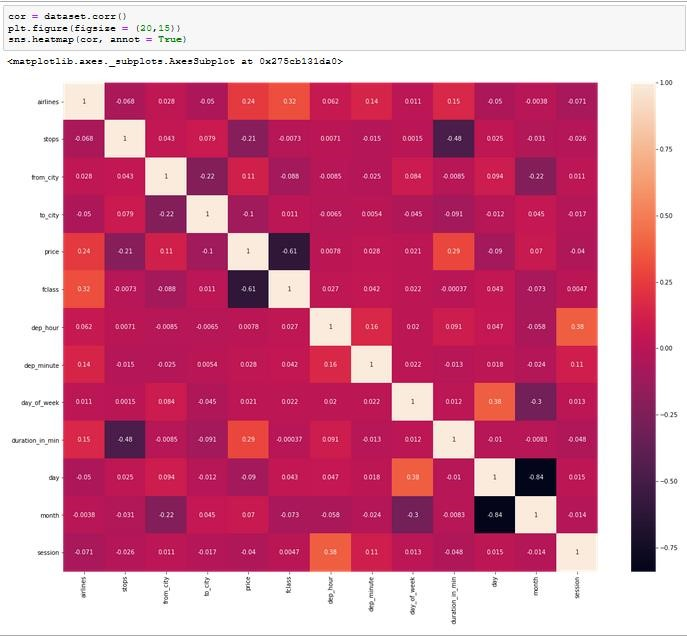 cor = dataset.corr()
plt.figure(figsize = (20,15))
sns.heatmap(cor, annot = True)
<matplotlib.axes._subplots.AxesSubplot at 0x275cb131da0>
1.00
airlines 1 -0.068 0.028 -0.05 0.24 0.32 0.062 0.14 0.011 0.15 -0.05 -0.0038 -0.071
0.75
stops -0.068 1 0.043 0.079 -0.21 -0.0073 0.0071 -0.015 0.0015 -0.48 0.025 -0.031 -0.026
from_city 0.028 0.043 1 -0.22 0.11 -0.088 -0.0085 -0.025 0.084 -0.0085 0.094 -0.22 0.011
0.50
to_city -0.05 0.079 -0.22 1 -0.1 0.011 -0.0065 0.0054 -0.045 -0.091 -0.012 0.045 -0.017
price 0.24 -0.21 0.11 -0.1 1 -0.61 0.0078 0.028 0.021 0.29 -0.09 0.07 -0.04
0.25
fclass 0.32 -0.0073 -0.088 0.011 -0.61 1 0.027 0.042 0.022 -0.00037 0.043 -0.073 0.0047
dep_hour 0.062 0.0071 -0.0085 -0.0065 0.0078 0.027 1 0.16 0.02 0.091 0.047 -0.058 0.38
0.00
dep_minute 0.14 -0.015 -0.025 0.0054 0.028 0.042 0.16 1 0.022 -0.013 0.018 -0.024 0.11
day_of_week 0.011 0.0015 0.084 -0.045 0.021 0.022 0.02 0.022 1 0.012 0.38 -0.3 0.013
-0.25
duration_in_min 0.15 -0.48 -0.0085 -0.091 0.29 -0.00037 0.091 -0.013 0.012 1 -0.01 -0.0083 -0.048
-0.50
day -0.05 0.025 0.094 -0.012 -0.09 0.043 0.047 0.018 0.38 -0.01 1 -0.84 0.015
month -0.0038 -0.031 -0.22 0.045 0.07 -0.073 -0.058 -0.024 -0.3 -0.0083 -0.84 1 -0.014
-0.75
session -0.071 -0.026 0.011 -0.017 -0.04 0.0047 0.38 0.11 0.013 -0.048 0.015 -0.014 1
airlines stops from_city to_city price fclass dep_hour dep_minute day_of_week duration_in_min day month session